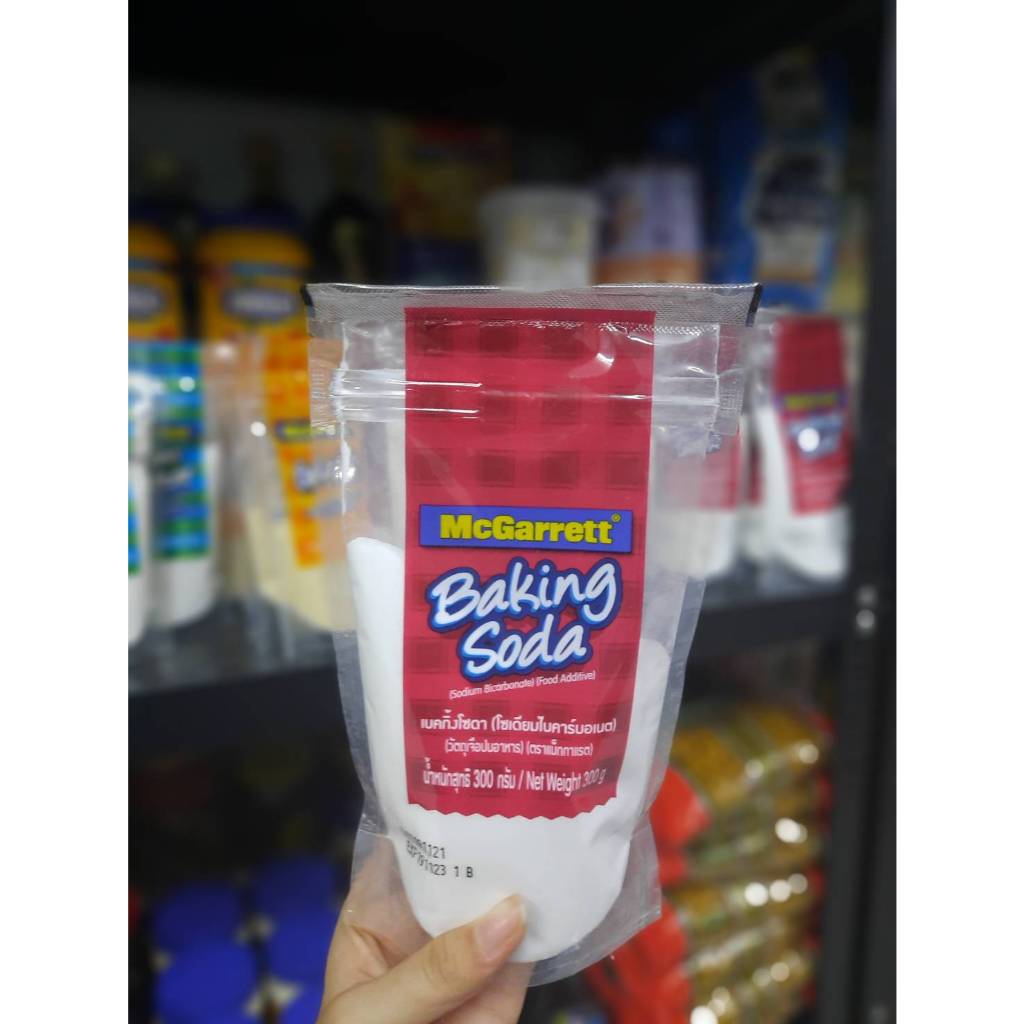 McGarrett®
Baking
Soda
(Sodium Bicarbonate) (Food Additive)
เบคกิ้งโซดา (โซเดียมไบคาร์บอเนต)
(วัตถุเจือปนอาหาร) (ตราแม็กกาแรต)
น้ำหนักสุทธิ 300 กรัม / Net Weight 300 g
1 B
McGarrett
McGarrett